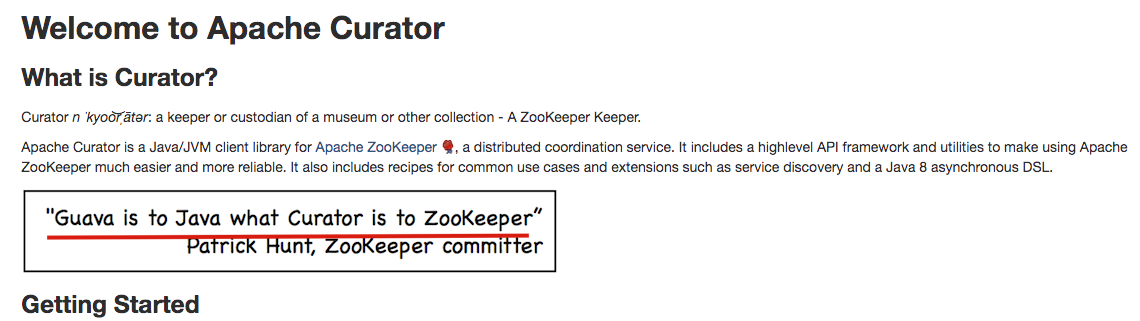 Welcome to Apache Curator
What is Curator?
Curator n ˈkyo͝orˌātər: a keeper or custodian of a museum or other collection - A ZooKeeper Keeper.
Apache Curator is a Java/JVM client library for Apache ZooKeeper, a distributed coordination service. It includes a highlevel API framework and utilities to make using Apache
ZooKeeper much easier and more reliable. It also includes recipes for common use cases and extensions such as service discovery and a Java 8 asynchronous DSL.
"Guava is to Java what Curator is to ZooKeeper”
Patrick Hunt, ZooKeeper committer
Getting Started